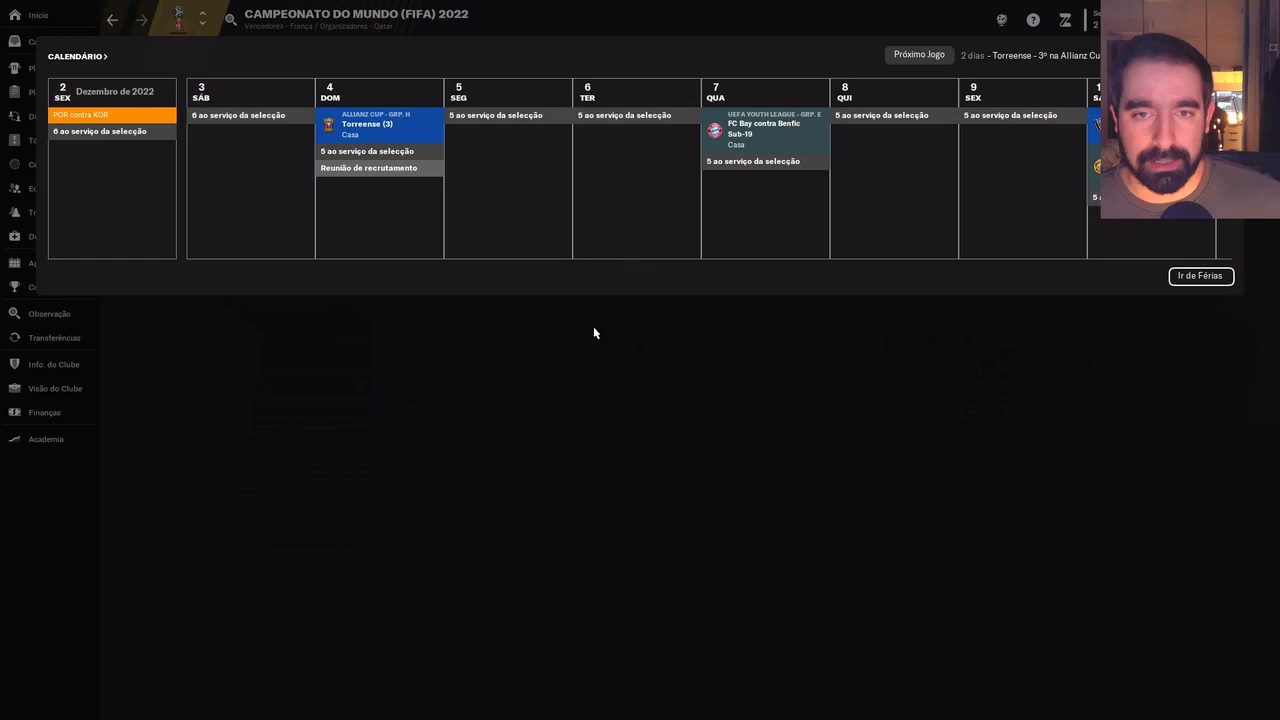 Início
CAMPEONATO DO MUNDO (FIFA) 2022
Vencedores - França / Organizadores - Qatar
CALENDÁRIO
Próximo Jogo
2 dias - Torreense - 3º na Allianz Cu
2
SEX
Dezembro de 2022
POR contra KOR
6 ao serviço da selecção
3
SÁB
6 ao serviço da selecção
4
DOM
ALLIANZ CUP - GRP. H
Torreense (3)
Casa
5 ao serviço da selecção
Reunião de recrutamento
5
SEG
5 ao serviço da selecção
6
TER
5 ao serviço da selecção
7
QUA
UEFA YOUTH LEAGUE - GRP. E
FC Bay contra Benfic
Sub-19
Casa
5 ao serviço da selecção
8
QUI
5 ao serviço da selecção
9
SEX
5 ao serviço da selecção
Ir de Férias
Observação
Transferências
Info. do Clube
Visão do Clube
Finanças
Academia